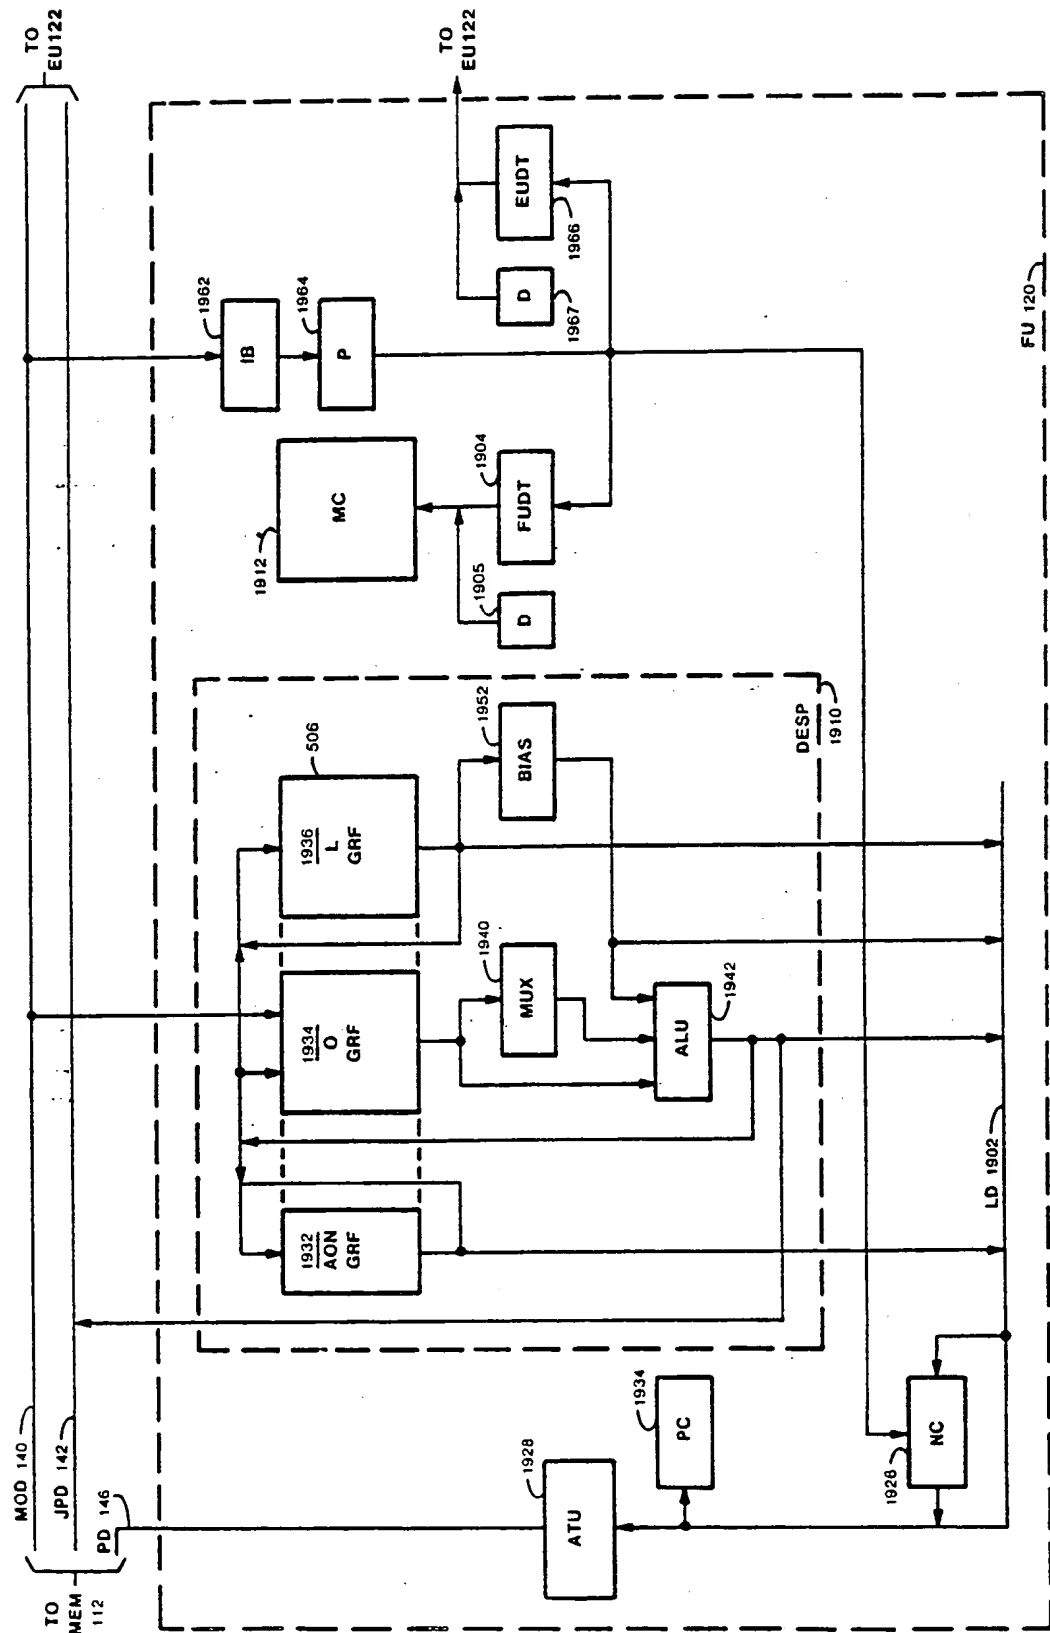 TO
MEM
112
MOD 140
JPD 142
PD 146
TO
EU122
TO
EU122
1962
IB
1964
P
1912
MC
1904
FUDT
1905
D
EUDT
1966
D
1967
506
1936
L
GRF
1934
O
GRF
1932
AON
GRF
1952
BIAS
1940
MUX
1942
ALU
DESP
1910
1928
ATU
1934
PC
1926
NC
LD 1902
FU 120